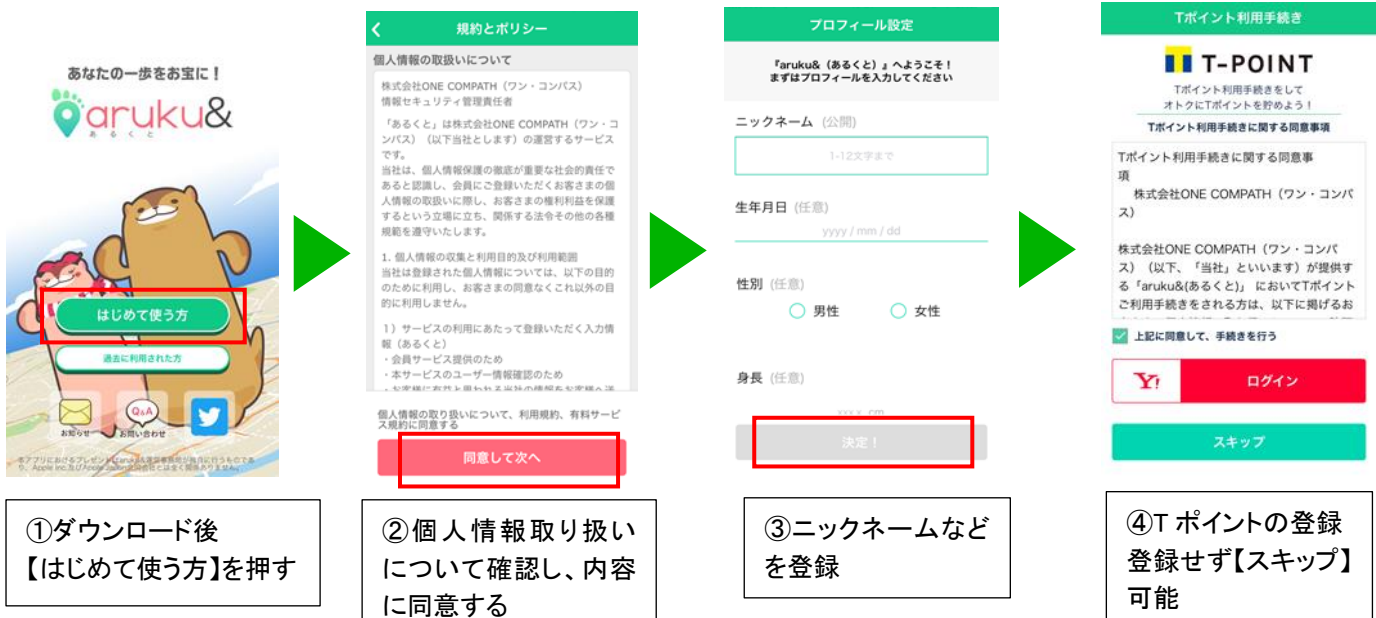 あなたの一歩をお宝に！
aruku&
あるくと
はじめて使う方
過去に利用された方
Q&A
お知らせ
お問い合わせ
①ダウンロード後
【はじめて使う方】を押す
規約とポリシー
個人情報の取扱いについて
株式会社ONE COMPATH（ワン・コンパス）
情報セキュリティ管理責任者
「あるくと」は株式会社ONE COMPATH（ワン・コ
ンパス）（以下当社とします）の運営するサービス
です。
当社は、個人情報保護の徹底が重要な社会的責任で
あると認識し、会員にご登録いただくお客さまの個
人情報の取扱いに際し、お客さまの権利利益を保護
するという立場に立ち、関係する法令その他の各種
規範を遵守いたします。
1. 個人情報の収集と利用目的及び利用範囲
当社は登録された個人情報については、以下の目的
のために利用し、お客さまの同意なくこれ以外の目
的に利用しません。
1）サービスの利用にあたって登録いただく入力情
報（あるくと）
・会員サービス提供のため
・本サービスのユーザー情報確認のため
個人情報の取り扱いについて、利用規約、有料サービ
ス規約に同意する
同意して次へ
②個人情報取り扱い
について確認し、内容
に同意する
プロフィール設定
『aruku&（あるくと）』へようこそ！
まずはプロフィールを入力してください
ニックネーム（公開）
1-12文字まで
生年月日（任意）
yyyy / mm / dd
性別（任意）
男性 女性
身長（任意）
決定！
③ニックネームなど
を登録
Tポイント利用手続き
T-POINT
Tポイント利用手続きをして
オトクにTポイントを貯めよう！
Tポイント利用手続きに関する同意事項
Tポイント利用手続きに関する同意事
項
株式会社ONE COMPATH（ワン・コンパ
ス）
株式会社ONE COMPATH（ワン・コンパ
ス）（以下、「当社」といいます）が提供す
る「aruku&(あるくと)」 においてTポイント
ご利用手続きをされる方は、以下に掲げるお
上記に同意して、手続きを行う
Y! ログイン
スキップ
④T ポイントの登録
登録せず【スキップ】
可能